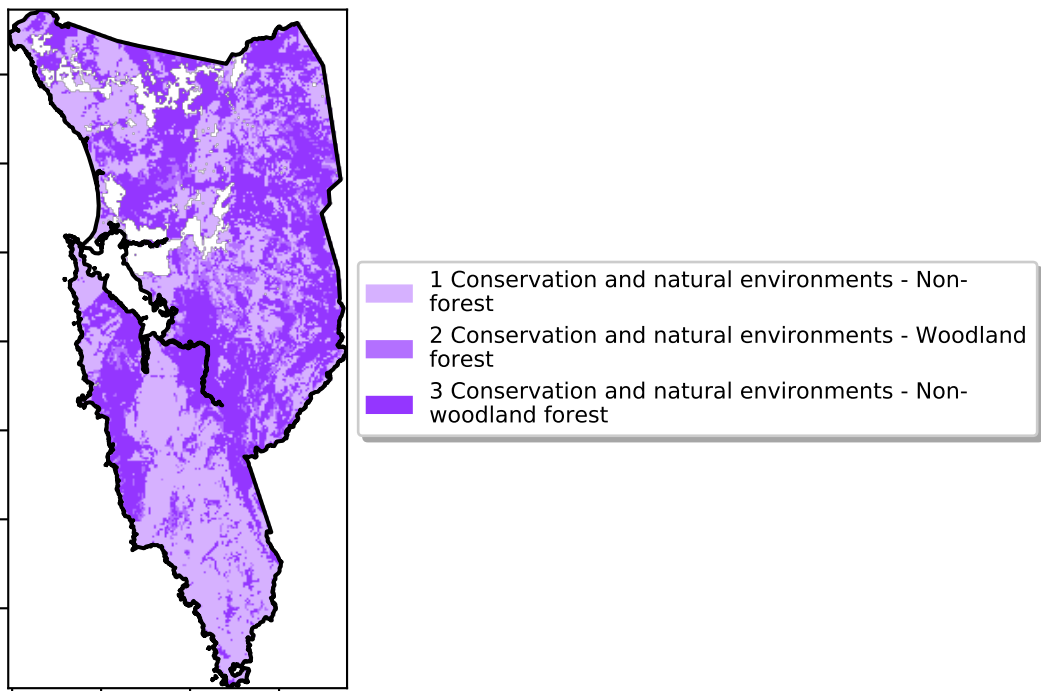 1 Conservation and natural environments - Non-
forest
2 Conservation and natural environments - Woodland
forest
3 Conservation and natural environments - Non-
woodland forest